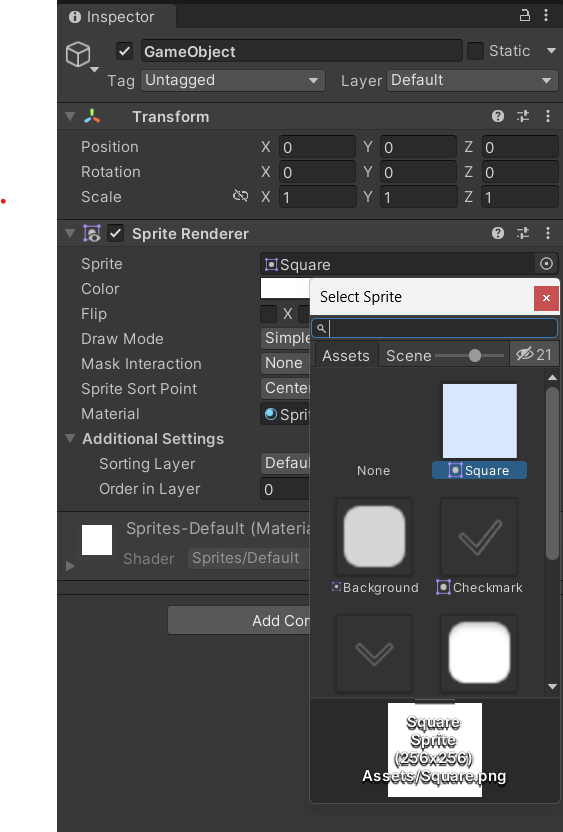 Inspector
GameObject
Static
Tag Untagged
Layer Default
Transform
Position X 0 Y 0 Z 0
Rotation X 0 Y 0 Z 0
Scale X 1 Y 1 Z 1
Sprite Renderer
Sprite Square
Color
Flip X
Draw Mode Simple
Mask Interaction None
Sprite Sort Point Center
Material Sprit
Additional Settings
Sorting Layer Defau
Order in Layer 0
Sprites-Default (Materia
Shader Sprites/Default
Add Con
Select Sprite
Assets Scene 21
None Square
Background Checkmark
Square
Sprite
(256x256)
Assets/Square.png